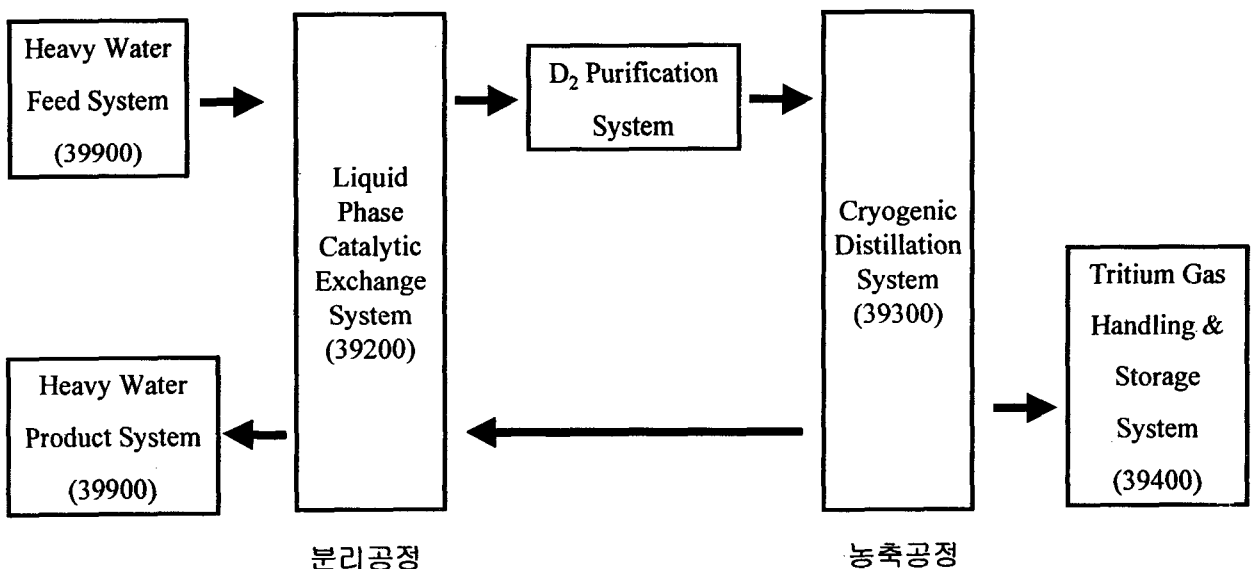 Heavy Water
Feed System
(39900)
Liquid
Phase
Catalytic
Exchange
System
(39200)
D₂ Purification
System
Cryogenic
Distillation
System
(39300)
Tritium Gas
Handling &
Storage
System
(39400)
Heavy Water
Product System
(39900)
분리공정
농축공정